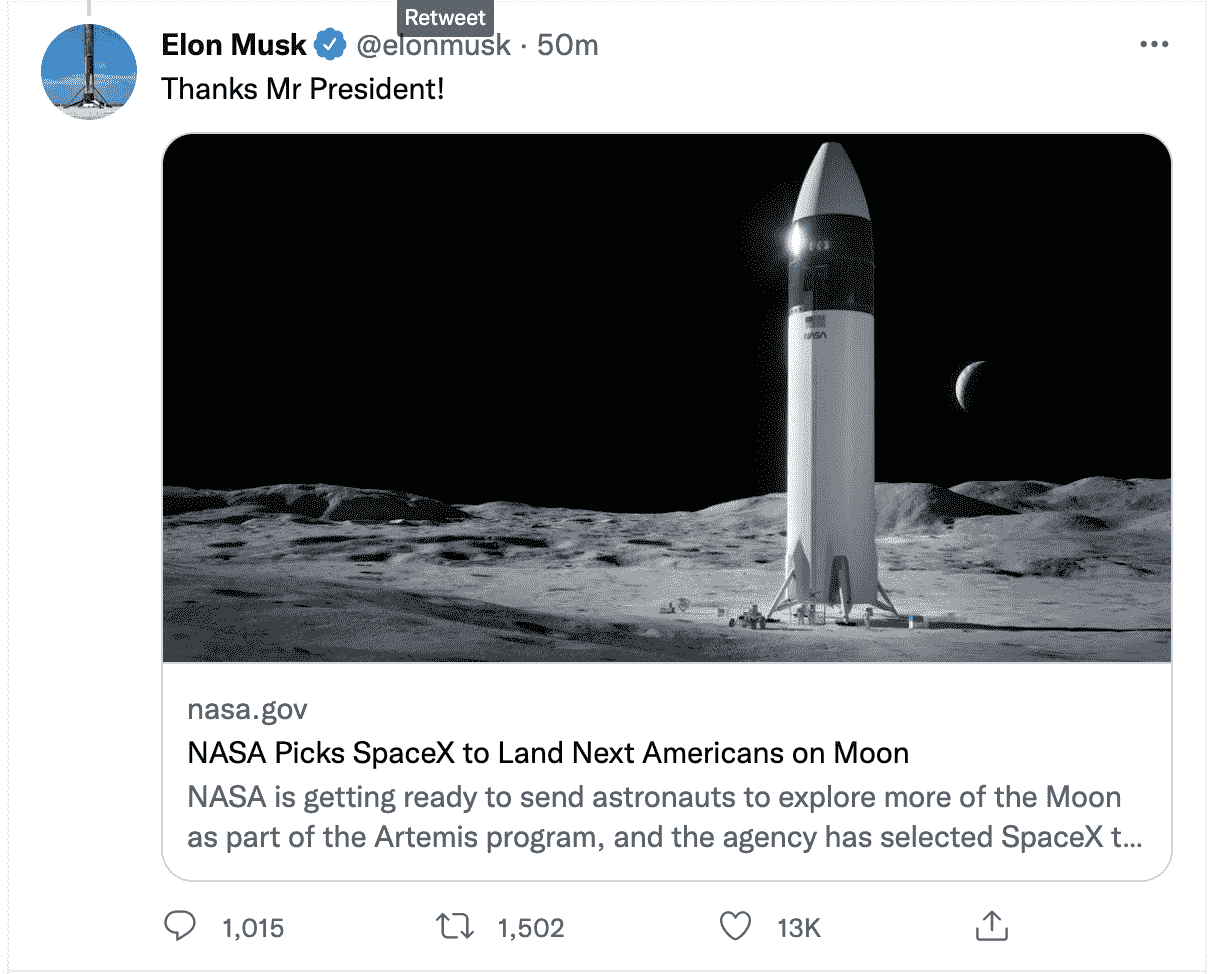 Retweet
Elon Musk @elonmusk · 50m
Thanks Mr President!
NASA
nasa.gov
NASA Picks SpaceX to Land Next Americans on Moon
NASA is getting ready to send astronauts to explore more of the Moon
as part of the Artemis program, and the agency has selected SpaceX t...
1,015 1,502 13K